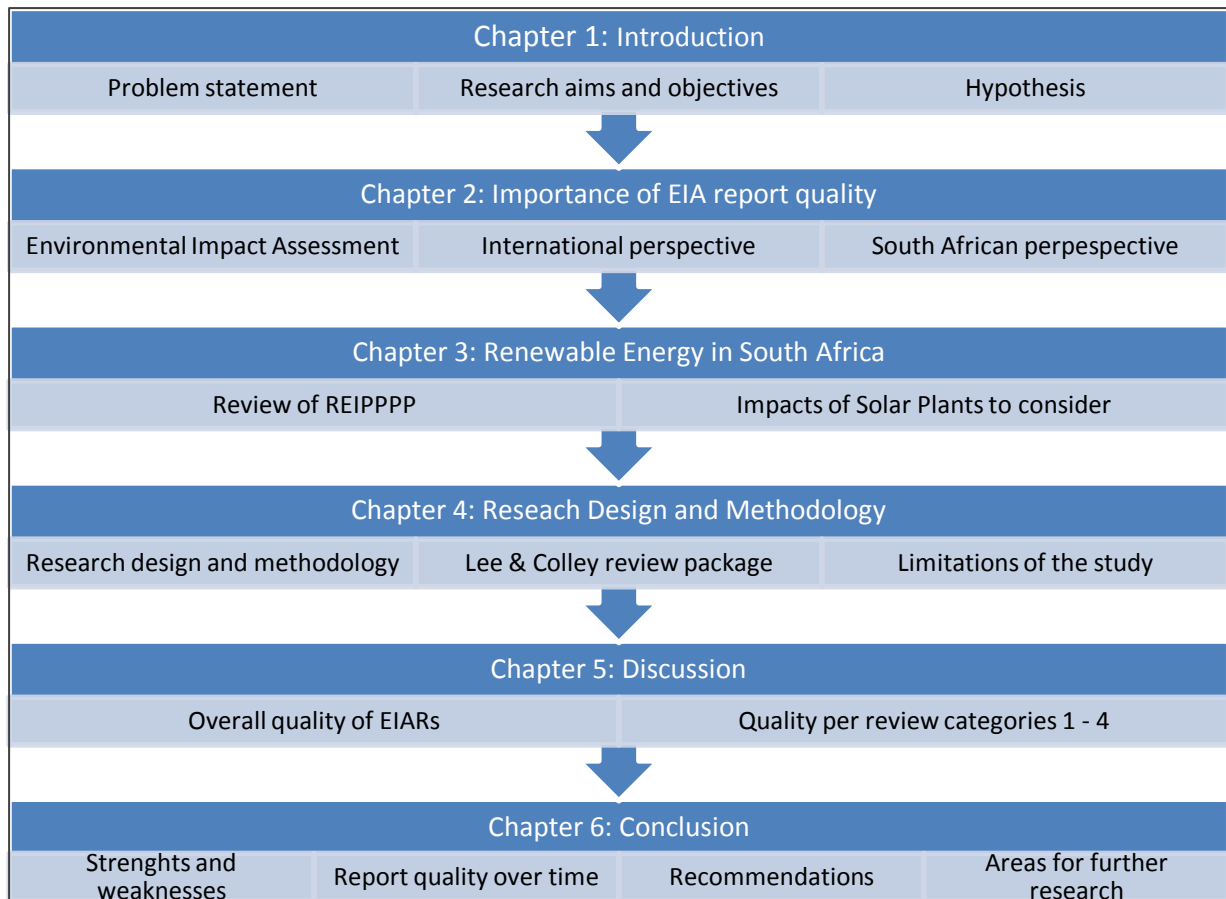 Chapter 1: Introduction
Problem statement
Research aims and objectives
Hypothesis
Chapter 2: Importance of EIA report quality
Environmental Impact Assessment
International perspective
South African perpespective
Chapter 3: Renewable Energy in South Africa
Review of REIPPPP
Impacts of Solar Plants to consider
Chapter 4: Reseach Design and Methodology
Research design and methodology
Lee & Colley review package
Limitations of the study
Chapter 5: Discussion
Overall quality of EIARs
Quality per review categories 1 - 4
Chapter 6: Conclusion
Strenghts and
weaknesses
Report quality over time
Recommendations
Areas for further
research